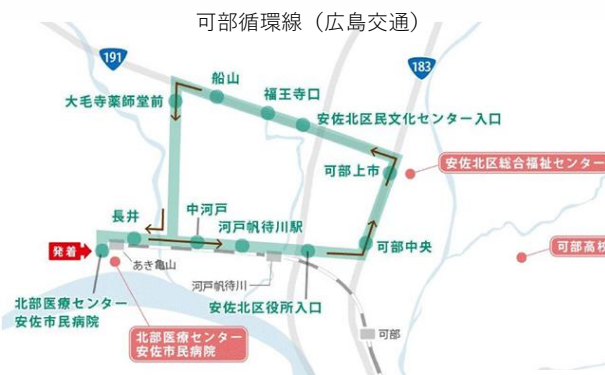 可部循環線（広島交通）
191
183
船山
福王寺口
大毛寺薬師堂前
安佐北区民文化センター入口
可部上市
安佐北区総合福祉センター
中河戸
長井
河戸帆待川駅
可部中央
可部高校
発着
あき亀山
河戸帆待川
北部医療センター
安佐市民病院
安佐北区役所入口
可部
北部医療センター
安佐市民病院